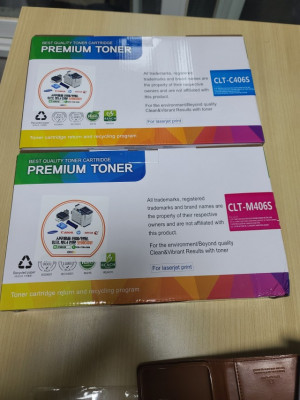 BEST QUALITY TONER CARTRIDGE
PREMIUM TONER
All trademarks, registered
trademarks and brand names are
the property of their respective
owners and are not affiliated with
this product
For the environment/Beyond quality
Clean&Vibrant Results with toner
For laserjet print
CLT-C406S
Toner cartridge return and recycling program
BEST QUALITY TONER CARTRIDGE
PREMIUM TONER
All trademarks, registered
trademarks and brand names are
the property of their respective
owners and are not affiliated with
this product
For the environment/Beyond quality
Clean&Vibrant Results with toner
For laserjet print
CLT-M406S
Toner cartridge return and recycling program